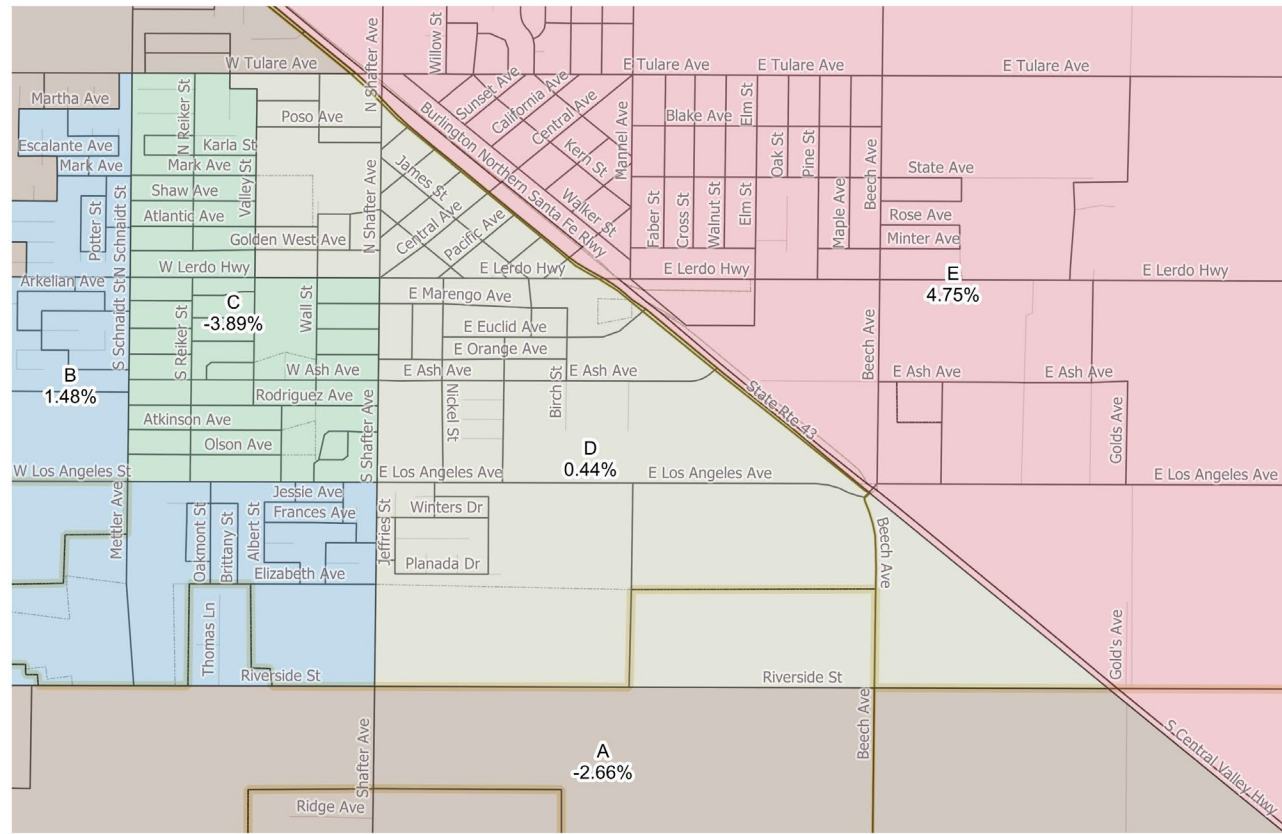 Willow St
N Shafter Ave
W Tulare Ave
E Tulare Ave
E Tulare Ave
E Tulare Ave
Martha Ave
Sunset Ave
California Ave
Central Ave
Elm St
Blake Ave
Poso Ave
N Reiker St
Burlington Northern Santa Fe Rlwy
Mannel Ave
Escalante Ave
Karla St
Kern St
Oak St
Pine St
Beech Ave
Mark Ave
Mark Ave
State Ave
James St
Shaw Ave
Valley St
N Shafter Ave
Walker St
Faber St
Cross St
Walnut St
Elm St
Maple Ave
Potter St
N Schnaidt St
Atlantic Ave
Central Ave
Pacific Ave
Rose Ave
Golden West Ave
Minter Ave
W Lerdo Hwy
E Lerdo Hwy
E Lerdo Hwy
E Lerdo Hwy
Arkelian Ave
E
4.75%
E Marengo Ave
C
-3.89%
Wall St
S Schnaidt St
S Reiker St
E Euclid Ave
E Orange Ave
Beech Ave
B
1.48%
W Ash Ave
E Ash Ave
E Ash Ave
E Ash Ave
E Ash Ave
Rodriguez Ave
Nickel St
Birch St
State Rte 43
Atkinson Ave
S Shafter Ave
Golds Ave
Olson Ave
D
0.44%
W Los Angeles St
E Los Angeles Ave
E Los Angeles Ave
E Los Angeles Ave
Jessie Ave
Mettler Ave
Oakmont St
Brittany St
Albert St
Frances Ave
Jeffries St
Winters Dr
Beech Ave
Planada Dr
Elizabeth Ave
Thomas Ln
Gold's Ave
Riverside St
Riverside St
Shafter Ave
Beech Ave
A
-2.66%
S Central Valley Hwy
Ridge Ave